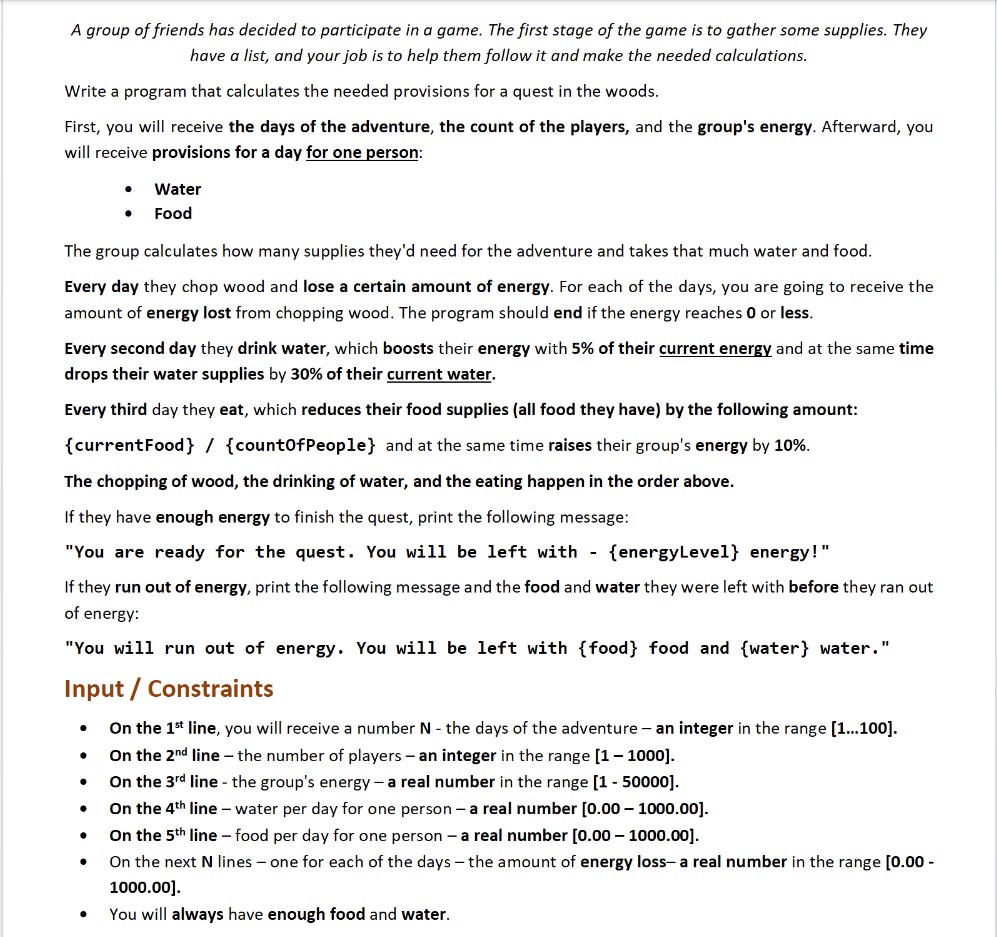 A group of friends has decided to participate in a game. The first stage of the game is to gather some supplies. They
have a list, and your job is to help them follow it and make the needed calculations.
Write a program that calculates the needed provisions for a quest in the woods.
First, you will receive the days of the adventure, the count of the players, and the group's energy. Afterward, you
will receive provisions for a day for one person:
• Water
• Food
The group calculates how many supplies they'd need for the adventure and takes that much water and food.
Every day they chop wood and lose a certain amount of energy. For each of the days, you are going to receive the
amount of energy lost from chopping wood. The program should end if the energy reaches 0 or less.
Every second day they drink water, which boosts their energy with 5% of their current energy and at the same time
drops their water supplies by 30% of their current water.
Every third day they eat, which reduces their food supplies (all food they have) by the following amount:
{currentFood} / {countOfPeople} and at the same time raises their group's energy by 10%.
The chopping of wood, the drinking of water, and the eating happen in the order above.
If they have enough energy to finish the quest, print the following message:
"You are ready for the quest. You will be left with - {energyLevel} energy!"
If they run out of energy, print the following message and the food and water they were left with before they ran out
of energy:
"You will run out of energy. You will be left with {food} food and {water} water."
Input / Constraints
• On the 1st line, you will receive a number N - the days of the adventure – an integer in the range [1…100].
• On the 2nd line – the number of players – an integer in the range [1 – 1000].
• On the 3rd line - the group's energy – a real number in the range [1 - 50000].
• On the 4th line – water per day for one person – a real number [0.00 – 1000.00].
• On the 5th line – food per day for one person – a real number [0.00 – 1000.00].
• On the next N lines – one for each of the days – the amount of energy loss– a real number in the range [0.00 -
1000.00].
• You will always have enough food and water.